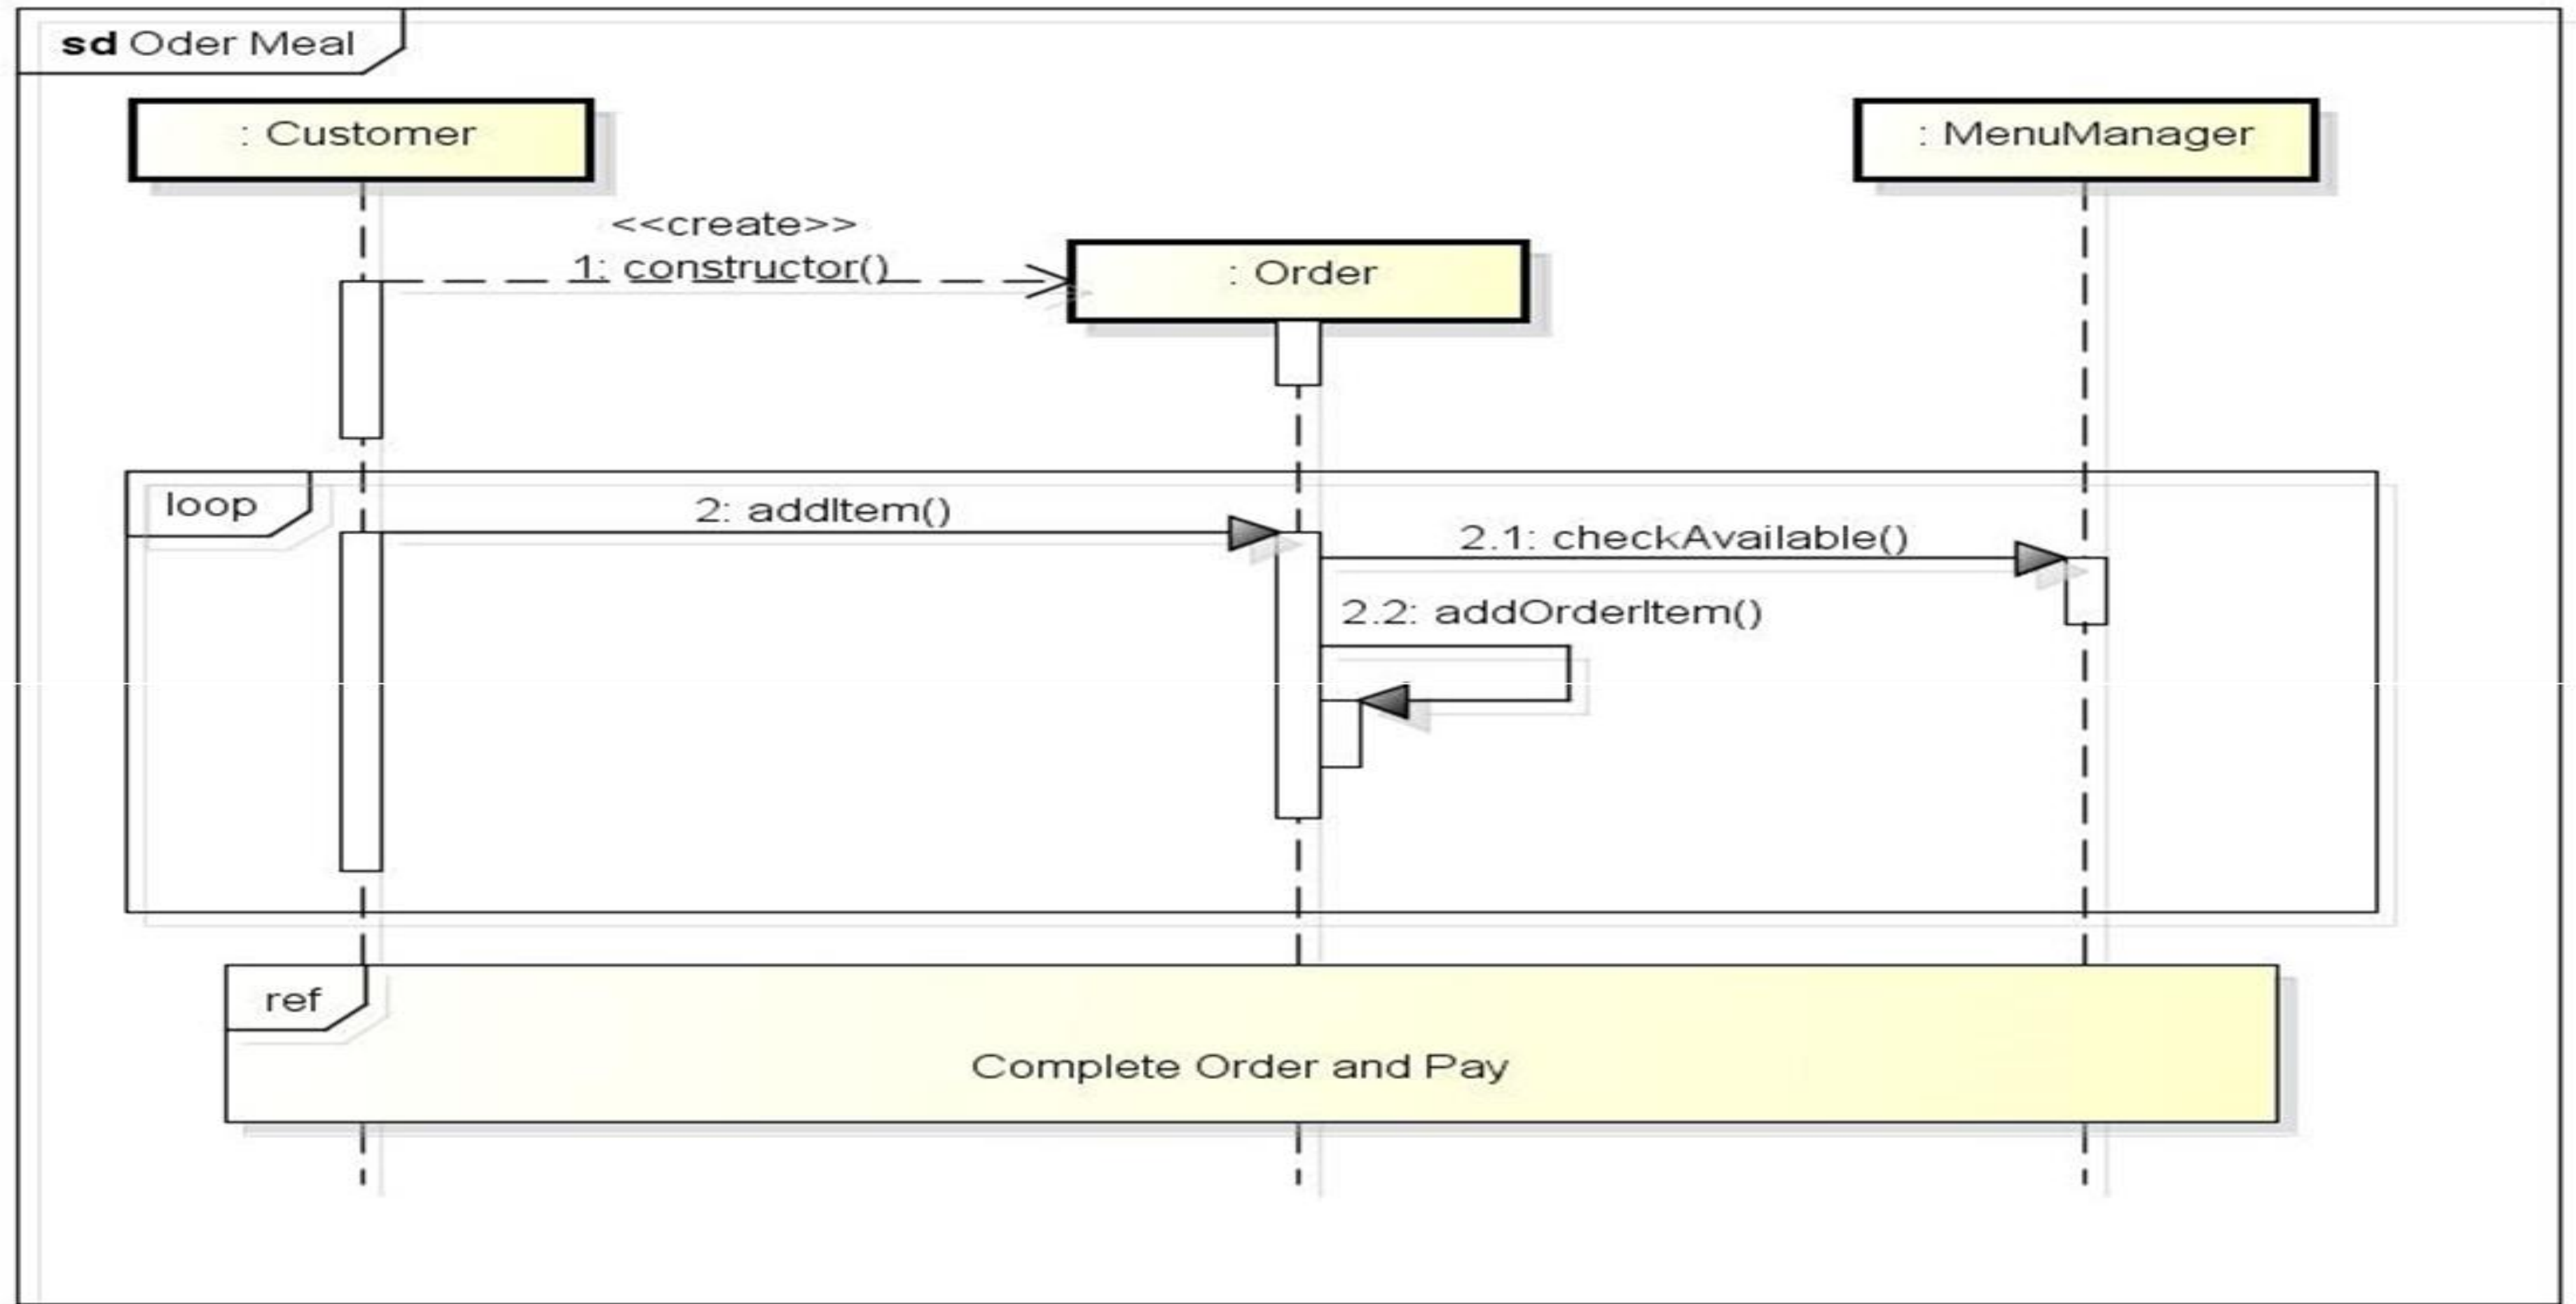 sd Oder Meal
: Customer
: MenuManager
<<create>>
1: constructor()
: Order
loop
2: addItem()
2.1: checkAvailable()
2.2: addOrderItem()
ref
Complete Order and Pay